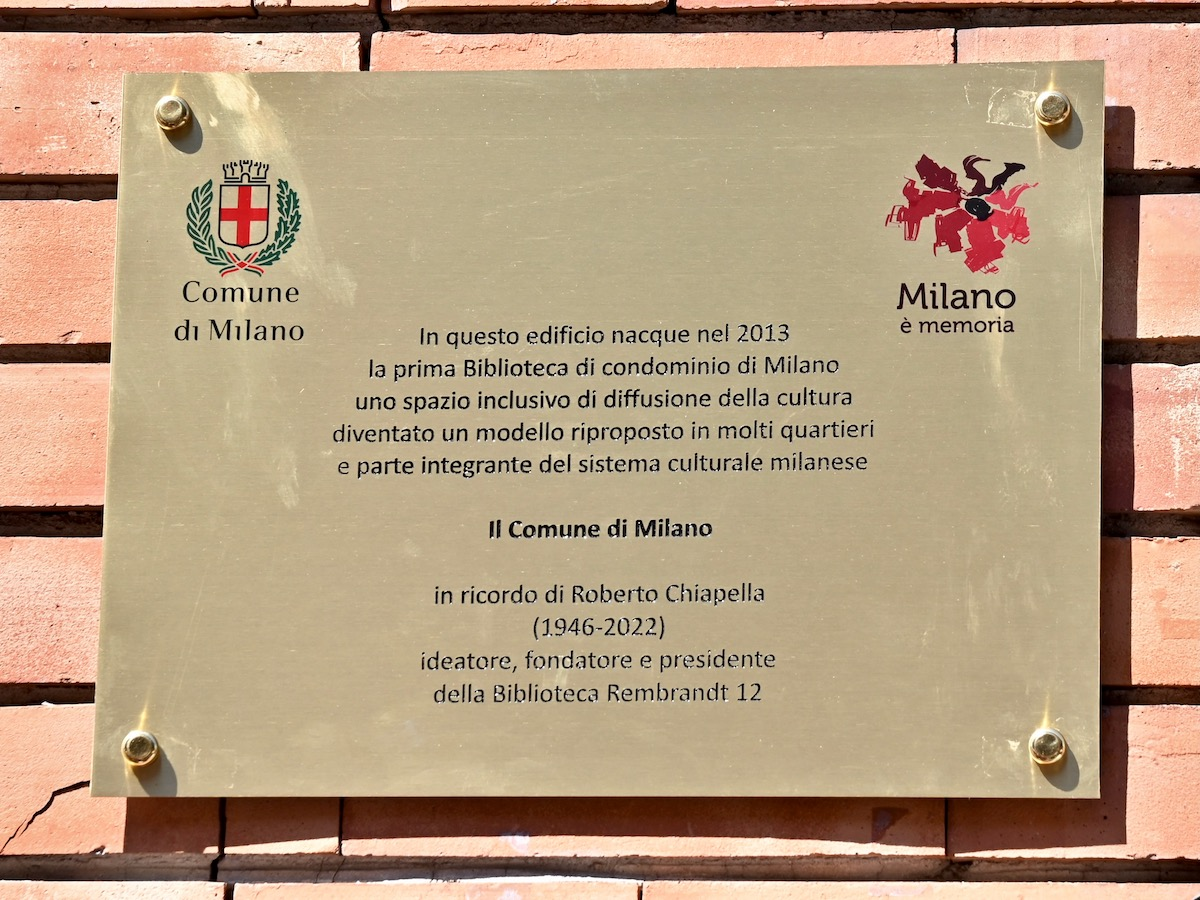 Comune
di Milano
Milano
è memoria
In questo edificio nacque nel 2013
la prima Biblioteca di condominio di Milano
uno spazio inclusivo di diffusione della cultura
diventato un modello riproposto in molti quartieri
e parte integrante del sistema culturale milanese
Il Comune di Milano
in ricordo di Roberto Chiapella
(1946-2022)
ideatore, fondatore e presidente
della Biblioteca Rembrandt 12